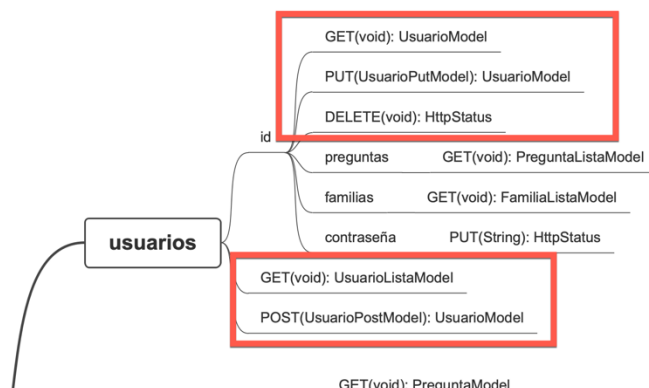 GET(void): UsuarioModel
PUT(UsuarioPutModel): UsuarioModel
DELETE(void): HttpStatus
id
preguntas GET(void): PreguntaListaModel
familias GET(void): FamiliaListaModel
contraseña PUT(String): HttpStatus
usuarios
GET(void): UsuarioListaModel
POST(UsuarioPostModel): UsuarioModel
GET(void): PreguntaModel